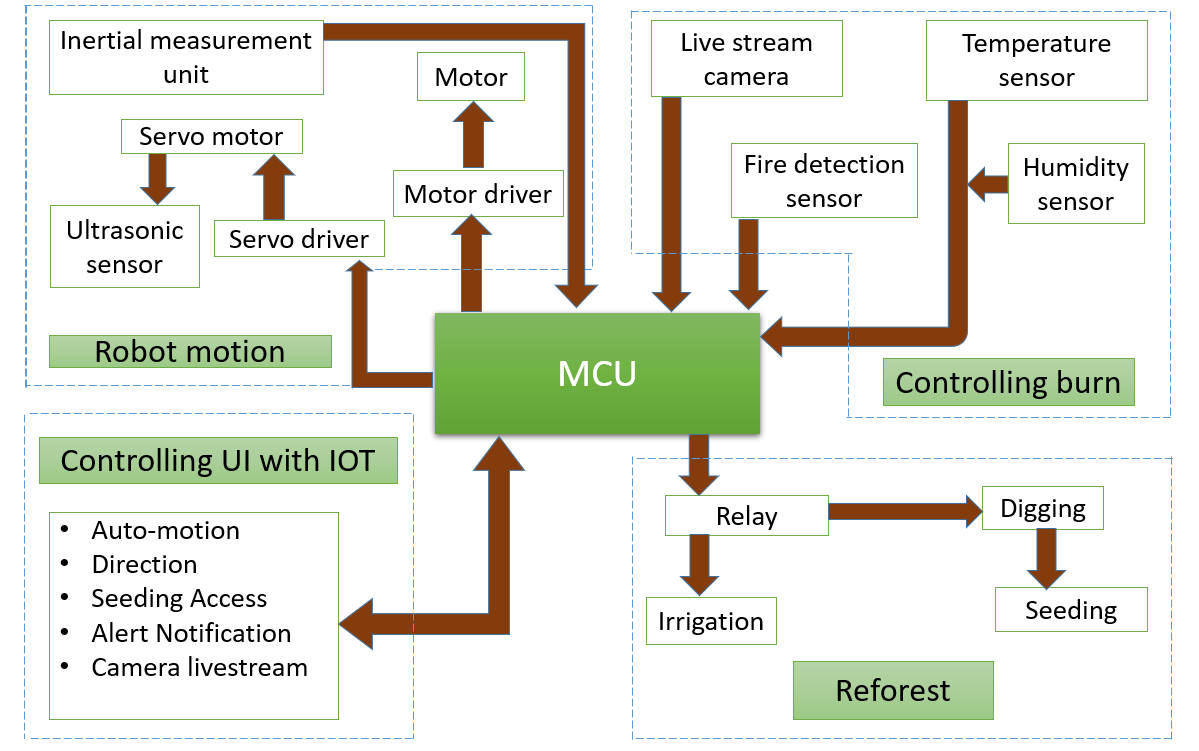 Inertial measurement
unit
Motor
Servo motor
Motor driver
Ultrasonic
sensor
Servo driver
Robot motion
Live stream
camera
Temperature
sensor
Fire detection
sensor
Humidity
sensor
Controlling burn
MCU
Controlling UI with IOT
• Auto-motion
• Direction
• Seeding Access
• Alert Notification
• Camera livestream
Relay
Digging
Irrigation
Seeding
Reforest